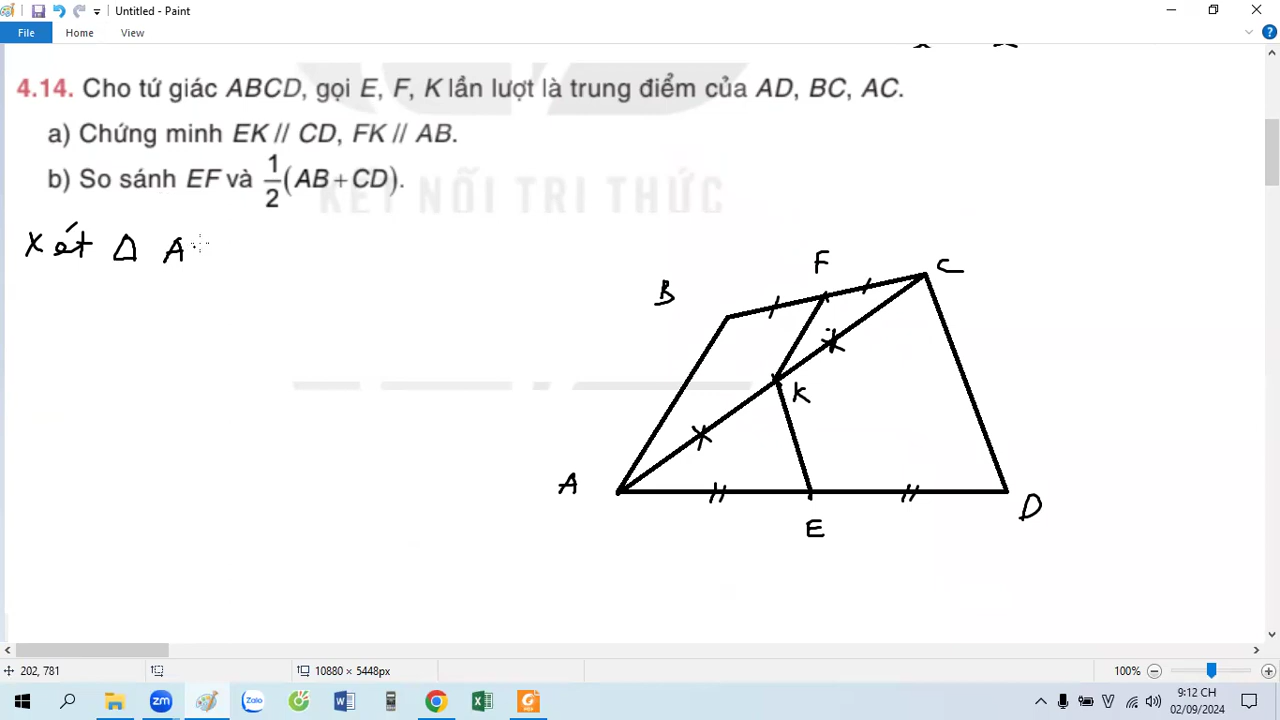 Untitled - Paint
File Home View
4.14. Cho tứ giác ABCD, gọi E, F, K lần lượt là trung điểm của AD, BC, AC.
a) Chứng minh EK // CD, FK // AB.
b) So sánh EF và 1/2 (AB + CD).
KẾT NỐI TRI THỨC
Xét Δ A
F
C
B
K
A
D
E
202, 781
10880 × 5448px
100%
zm
Zalo
V
9:12 CH
02/09/2024